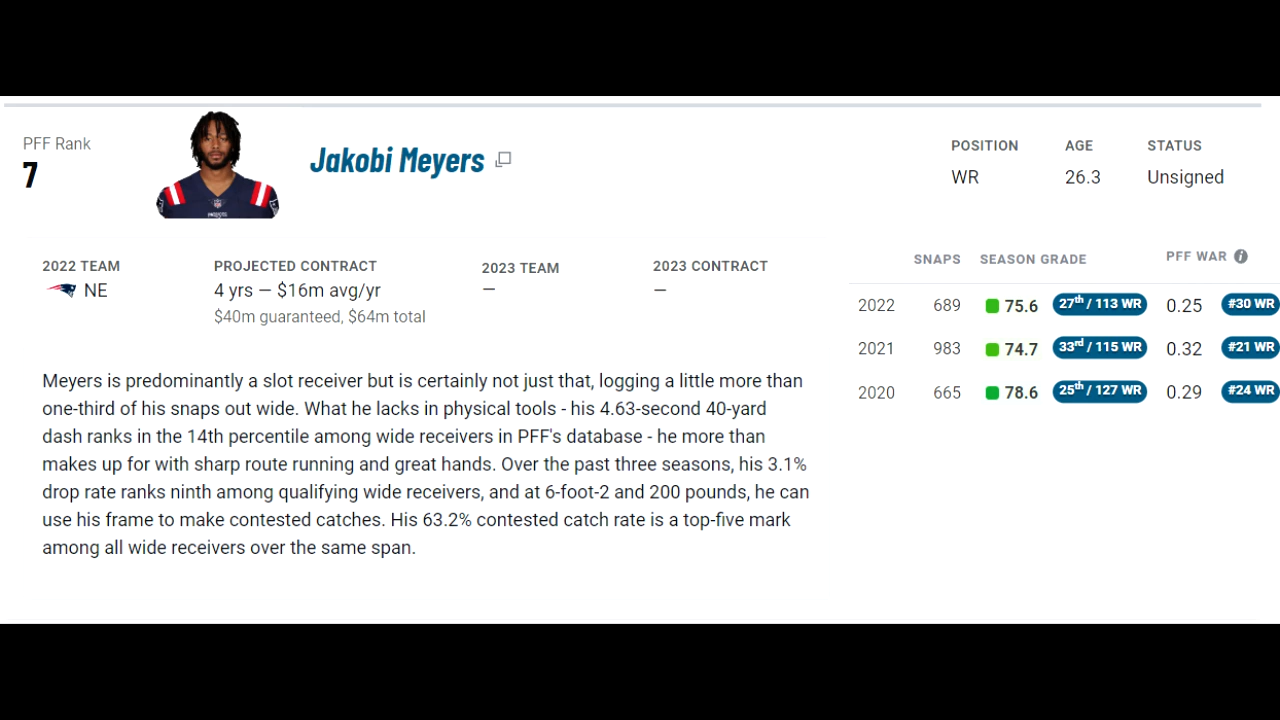 PFF Rank
7
Jakobi Meyers
POSITION AGE STATUS
WR 26.3 Unsigned
2022 TEAM PROJECTED CONTRACT 2023 TEAM 2023 CONTRACT
NE 4 yrs — $16m avg/yr — —
$40m guaranteed, $64m total
SNAPS SEASON GRADE PFF WAR
2022 689 75.6 27th / 113 WR 0.25 #30 WR
2021 983 74.7 33rd / 115 WR 0.32 #21 WR
2020 665 78.6 25th / 127 WR 0.29 #24 WR
Meyers is predominantly a slot receiver but is certainly not just that, logging a little more than
one-third of his snaps out wide. What he lacks in physical tools - his 4.63-second 40-yard
dash ranks in the 14th percentile among wide receivers in PFF's database - he more than
makes up for with sharp route running and great hands. Over the past three seasons, his 3.1%
drop rate ranks ninth among qualifying wide receivers, and at 6-foot-2 and 200 pounds, he can
use his frame to make contested catches. His 63.2% contested catch rate is a top-five mark
among all wide receivers over the same span.